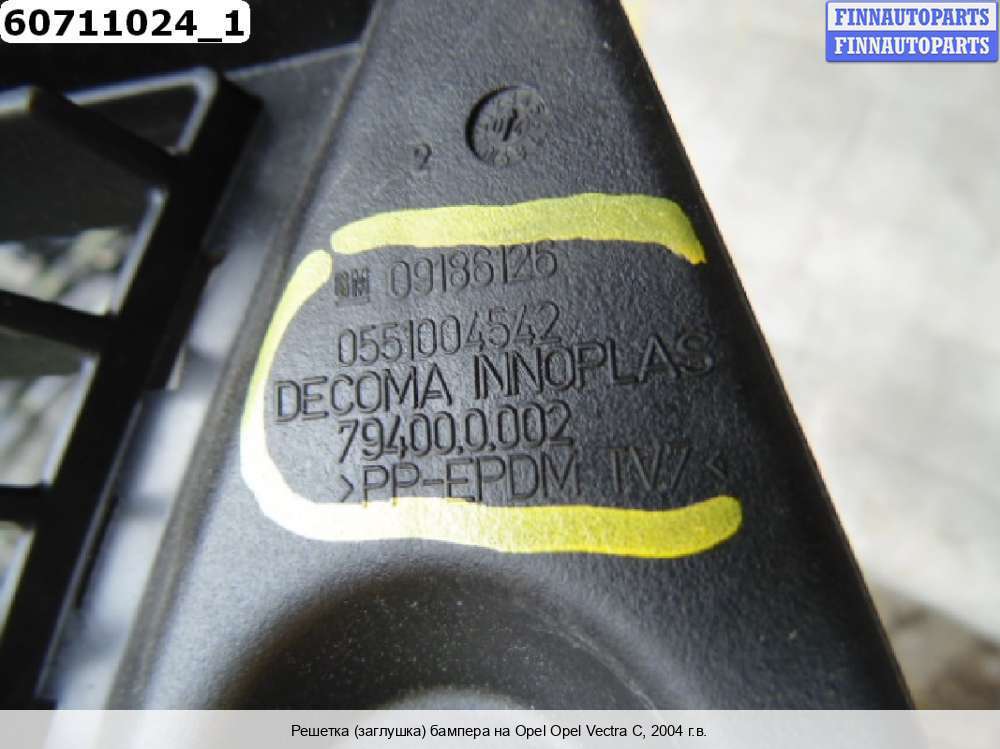 60711024_1
FINNAUTOPARTS
FINNAUTOPARTS
2
GM 09186126
0551004542
DECOMA INNOPLAS
79400.0.002
>PP-EPDM TV7<
Решетка (заглушка) бампера на Opel Opel Vectra C, 2004 г.в.